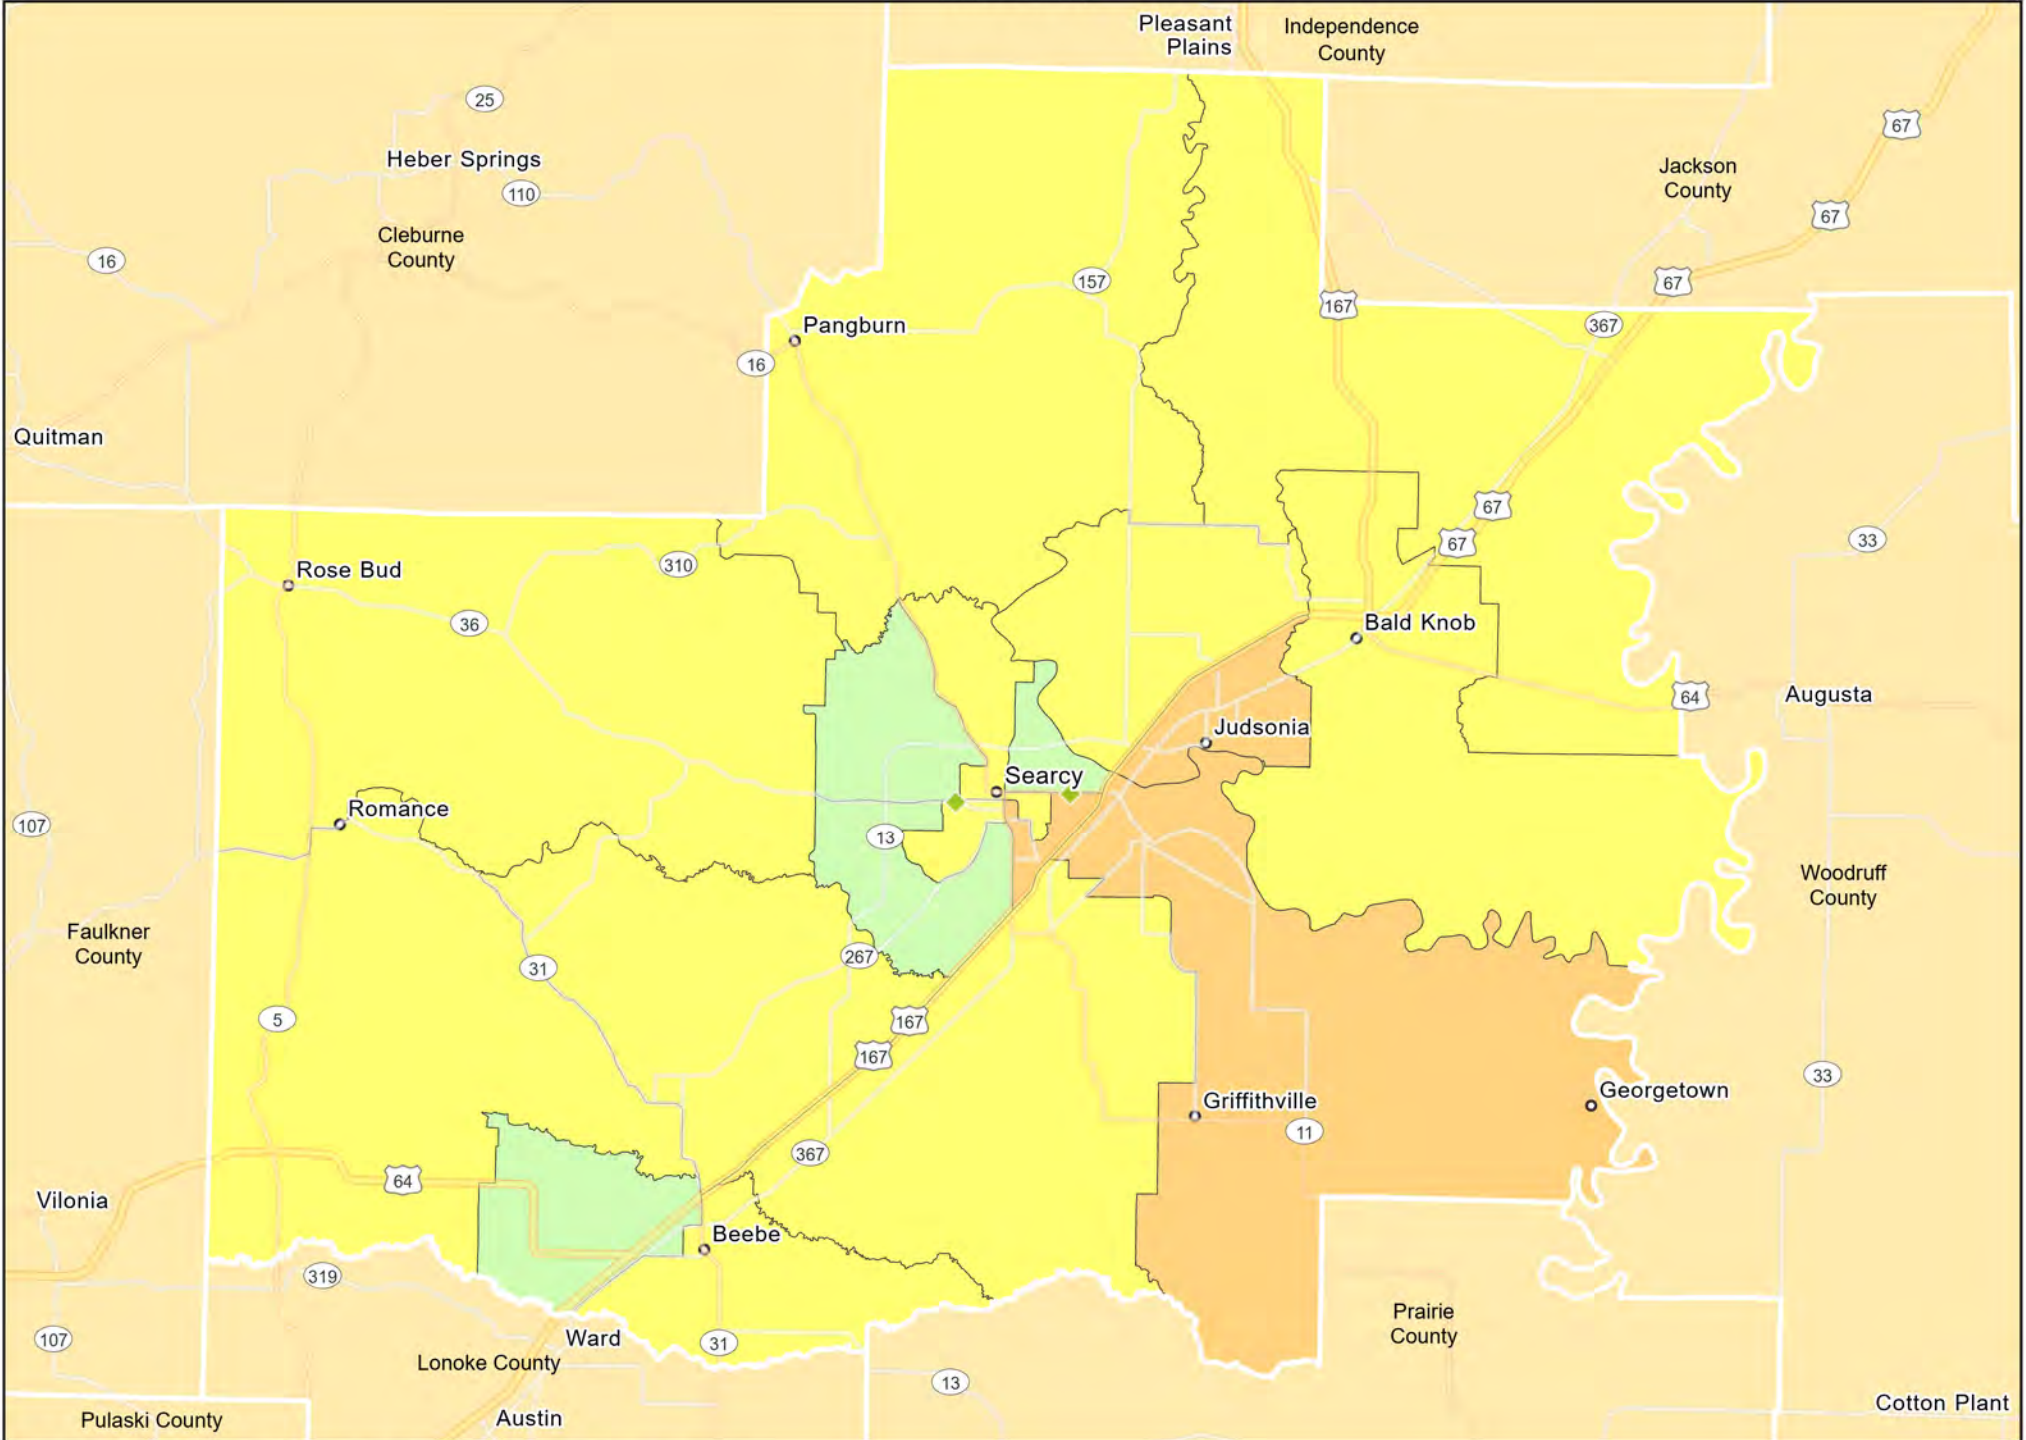 Pleasant
Plains
Independence
County
25
67
Heber Springs
110
Jackson
County
67
Cleburne
County
16
157
67
167
367
Pangburn
16
Quitman
67
33
67
310
Rose Bud
36
Bald Knob
64
Augusta
Judsonia
Searcy
Romance
107
13
Woodruff
County
Faulkner
County
267
31
5
167
167
33
Georgetown
Griffithville
11
367
64
Vilonia
Beebe
319
Prairie
County
107
Ward
31
Lonoke County
13
Cotton Plant
Pulaski County
Austin